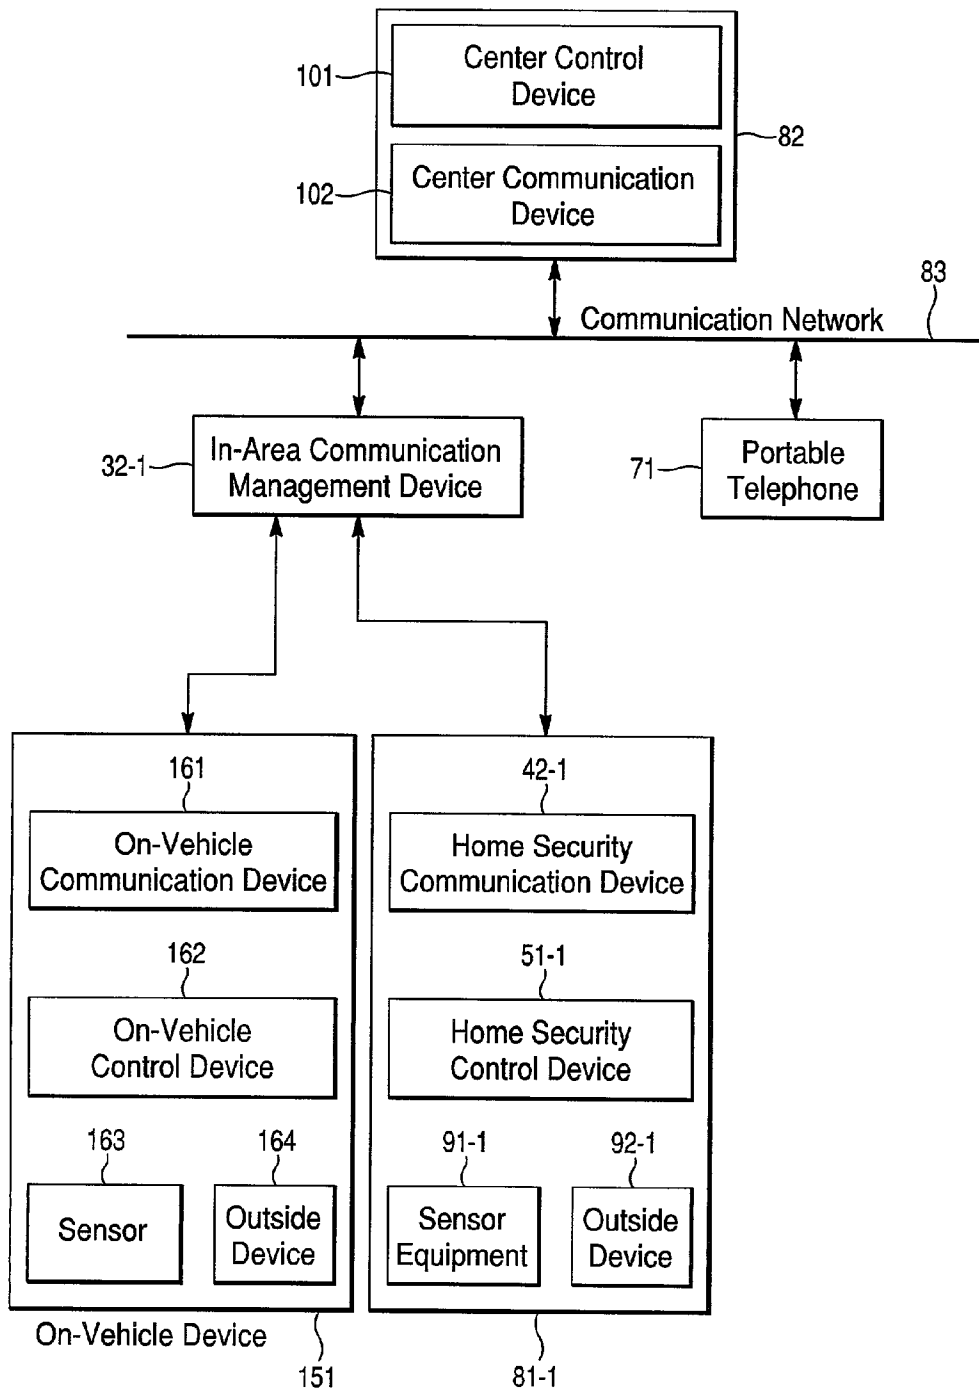 Center Control
Device
101
82
Center Communication
Device
102
83
Communication Network
In-Area Communication
Management Device
32-1
Portable
Telephone
71
161
On-Vehicle
Communication Device
42-1
Home Security
Communication Device
162
On-Vehicle
Control Device
51-1
Home Security
Control Device
163
Sensor
164
Outside
Device
91-1
Sensor
Equipment
92-1
Outside
Device
On-Vehicle Device
151
81-1